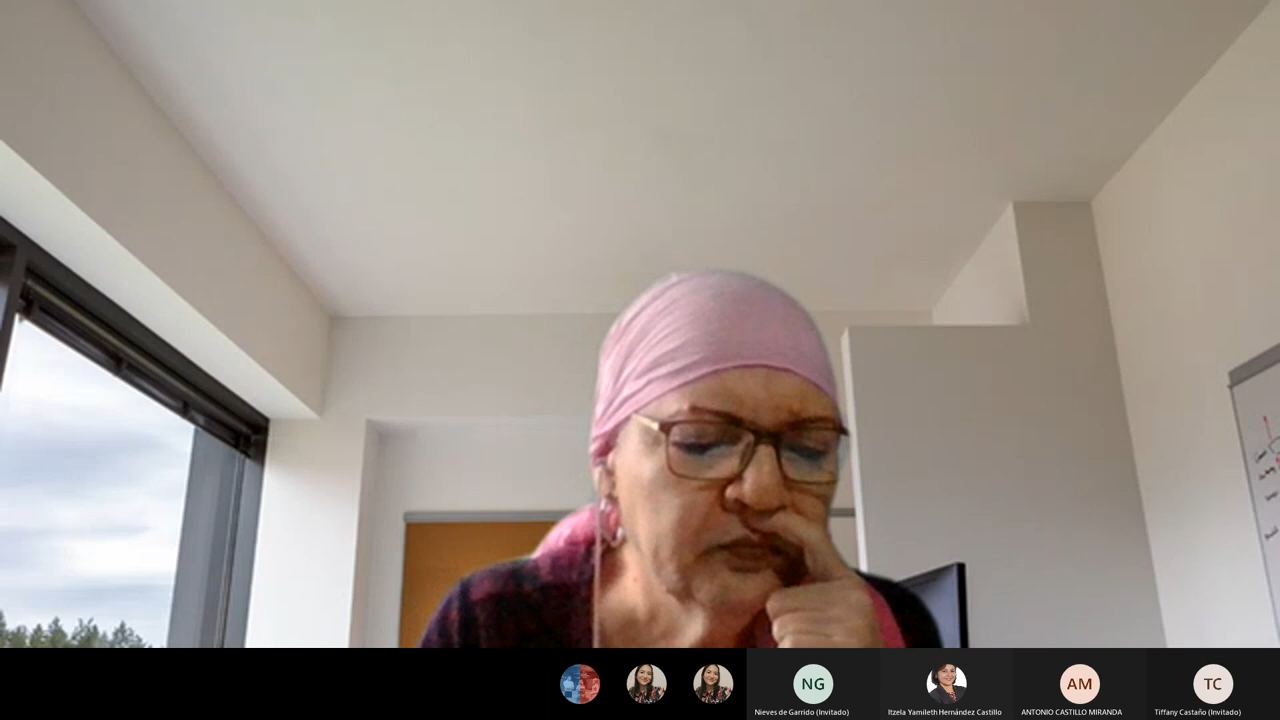 NG
AM
TC
Nieves de Garrido (Invitado)
Itzela Yamileth Hernández Castillo
ANTONIO CASTILLO MIRANDA
Tiffany Castaño (Invitado)